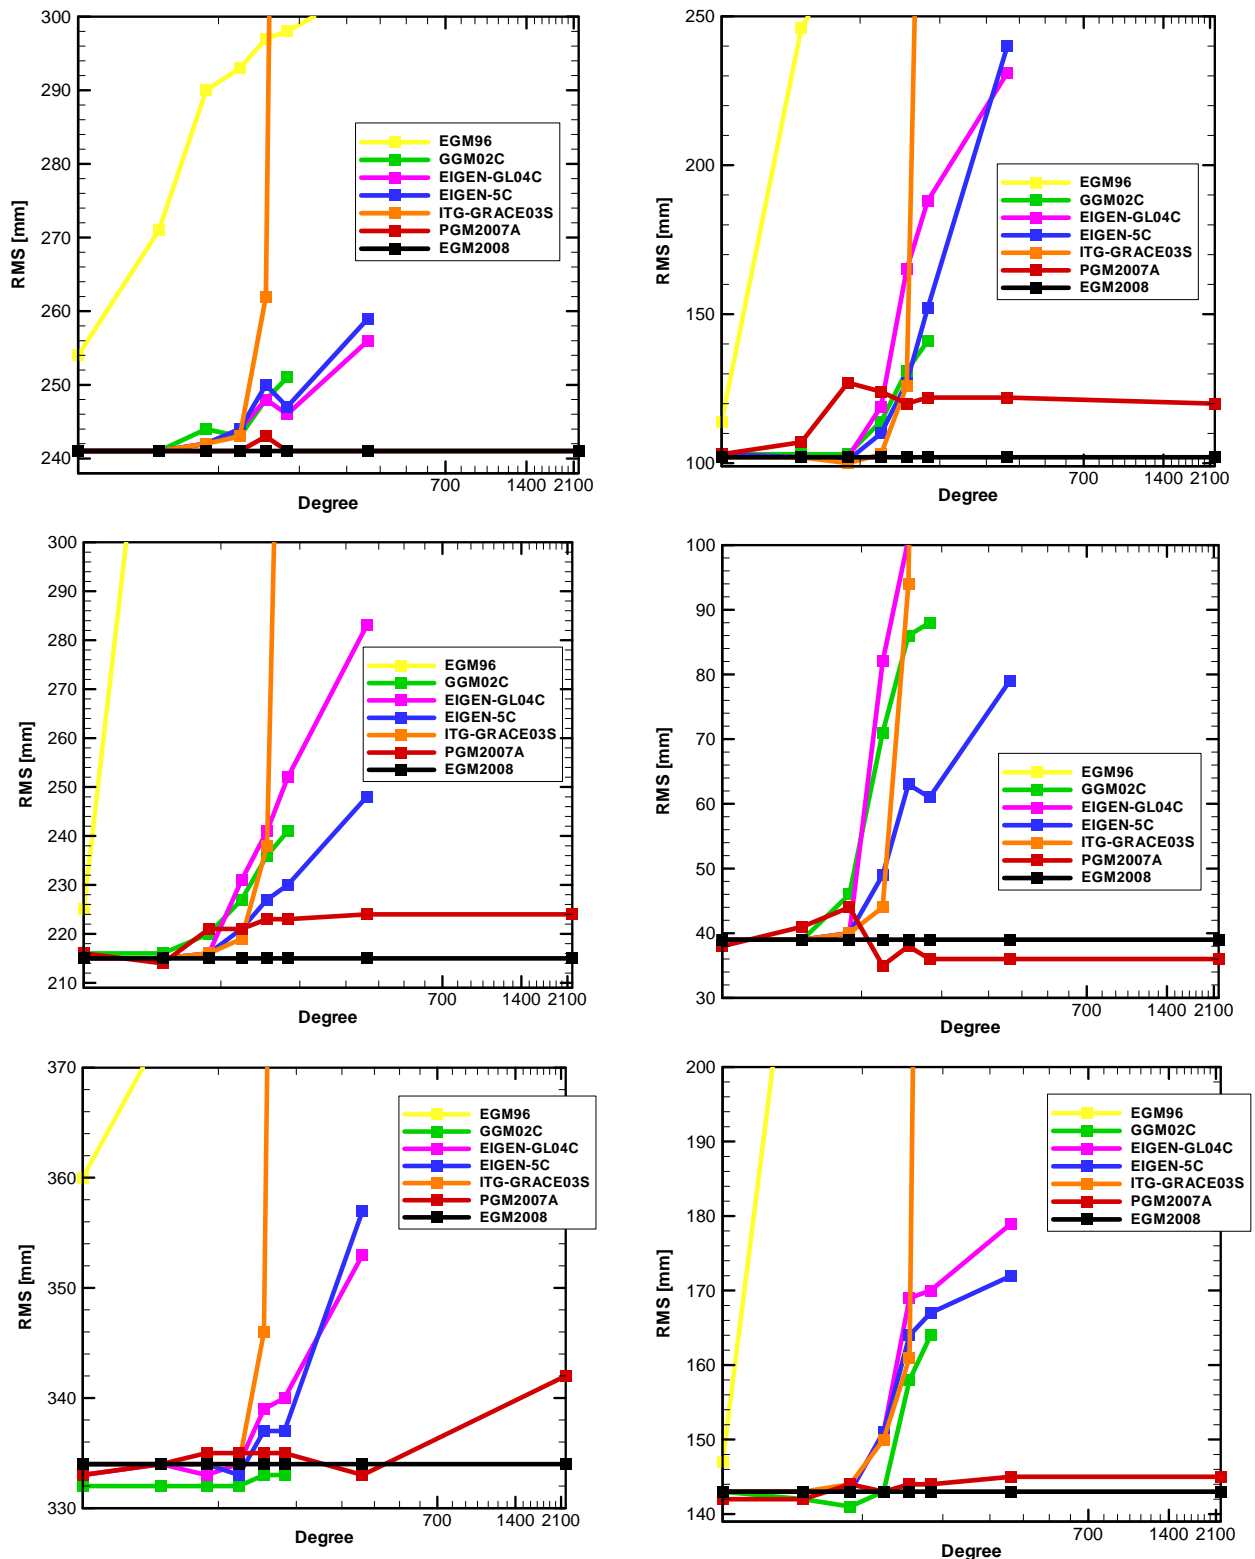 300
290
280
270
260
250
240
RMS [mm]
EGM96
GGM02C
EIGEN-GL04C
EIGEN-5C
ITG-GRACE03S
PGM2007A
EGM2008
700 1400 2100
Degree
250
200
150
100
RMS [mm]
EGM96
GGM02C
EIGEN-GL04C
EIGEN-5C
ITG-GRACE03S
PGM2007A
EGM2008
700 1400 2100
Degree
300
290
280
270
260
250
240
230
220
210
RMS [mm]
EGM96
GGM02C
EIGEN-GL04C
EIGEN-5C
ITG-GRACE03S
PGM2007A
EGM2008
700 1400 2100
Degree
100
90
80
70
60
50
40
30
RMS [mm]
EGM96
GGM02C
EIGEN-GL04C
EIGEN-5C
ITG-GRACE03S
PGM2007A
EGM2008
700 1400 2100
Degree
370
360
350
340
330
RMS [mm]
EGM96
GGM02C
EIGEN-GL04C
EIGEN-5C
ITG-GRACE03S
PGM2007A
EGM2008
700 1400 2100
Degree
200
190
180
170
160
150
140
RMS [mm]
EGM96
GGM02C
EIGEN-GL04C
EIGEN-5C
ITG-GRACE03S
PGM2007A
EGM2008
700 1400 2100
Degree